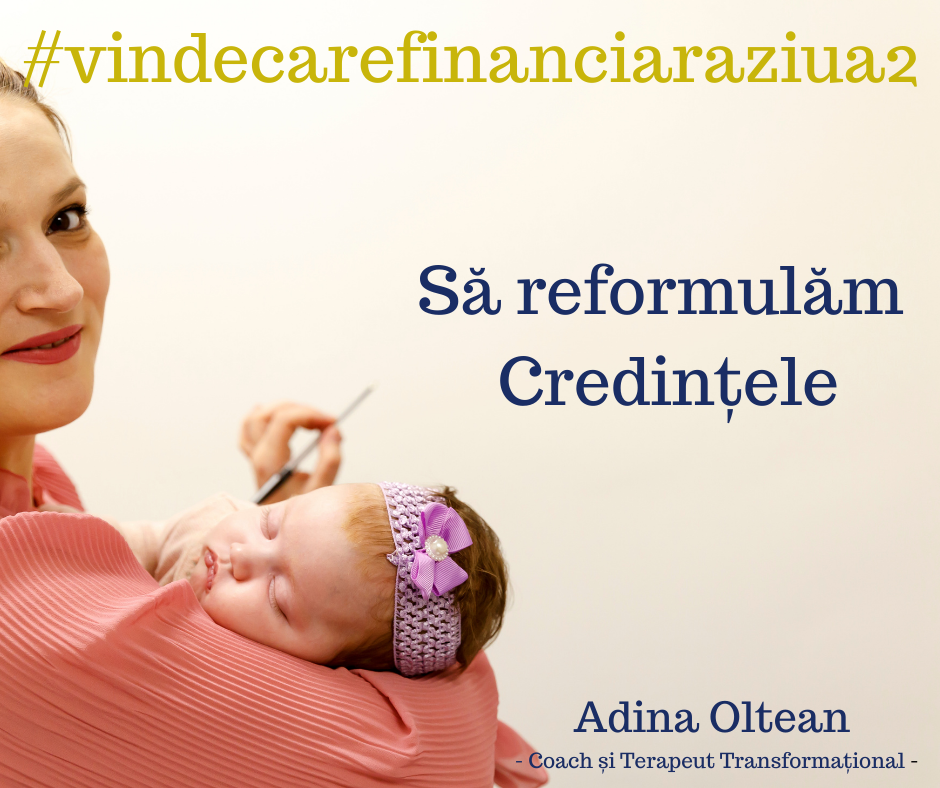 #vindecarefinanciaraziua2
Să reformulăm
Credințele
Adina Oltean
- Coach și Terapeut Transformațional -